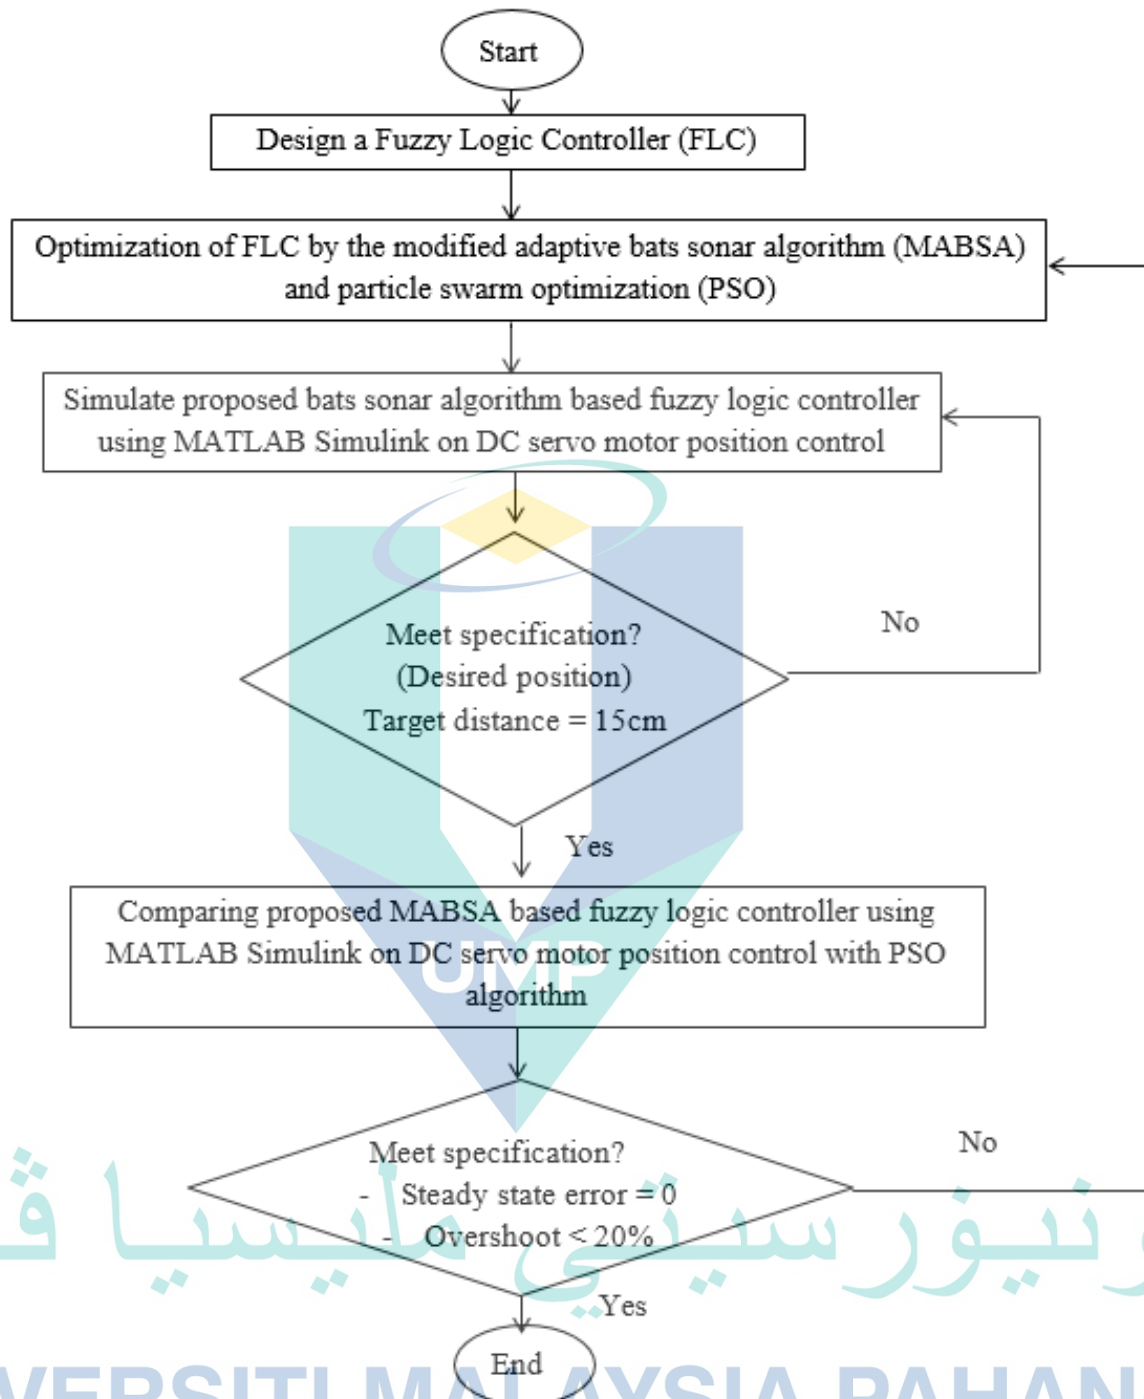 Start
Design a Fuzzy Logic Controller (FLC)
Optimization of FLC by the modified adaptive bats sonar algorithm (MABSA)
and particle swarm optimization (PSO)
Simulate proposed bats sonar algorithm based fuzzy logic controller
using MATLAB Simulink on DC servo motor position control
Meet specification?
(Desired position)
Target distance = 15cm
No
Yes
Comparing proposed MABSA based fuzzy logic controller using
MATLAB Simulink on DC servo motor position control with PSO
algorithm
UMP
Meet specification?
- Steady state error = 0
- Overshoot < 20%
No
ونيۏرسيتي مليسيا ڤ
Yes
End
VERSITI MALAYSIA PAHAN